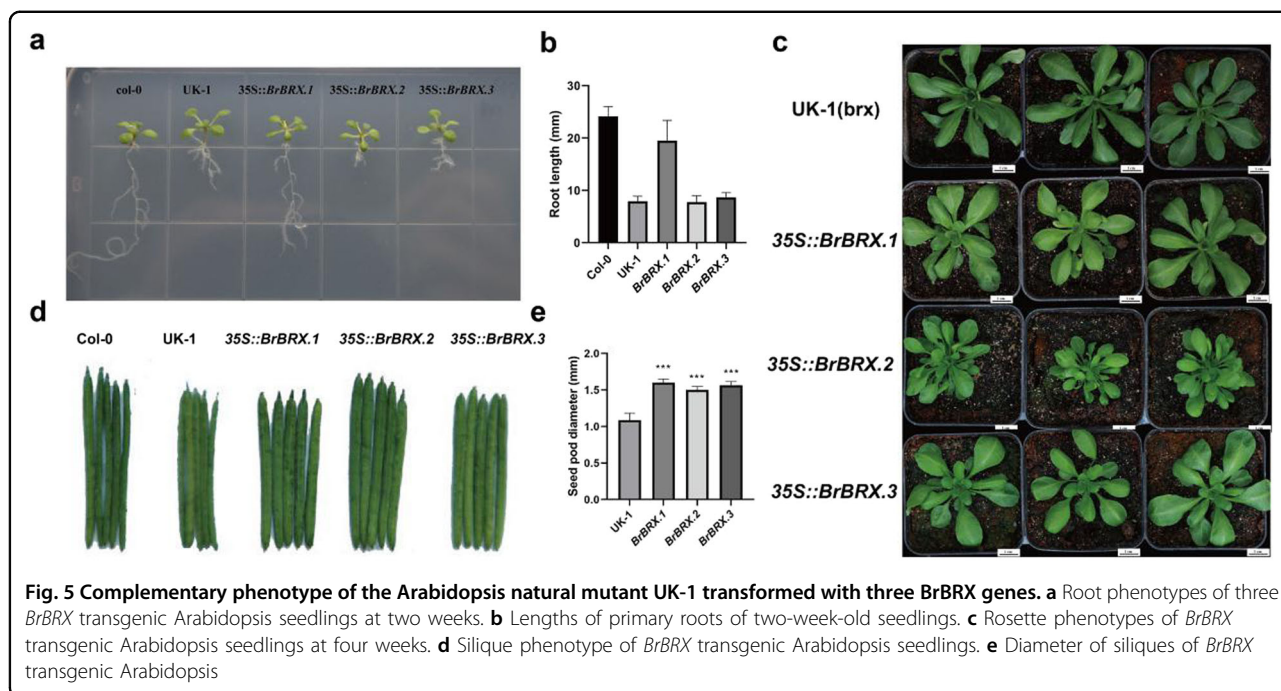 a
col-0 UK-1 35S::BrBRX.1 35S::BrBRX.2 35S::BrBRX.3
b
Root length (mm)
30
20
10
0
Col-0
UK-1
BrBRX.1
BrBRX.2
BrBRX.3
c
UK-1(brx)
35S::BrBRX.1
35S::BrBRX.2
35S::BrBRX.3
d
Col-0 UK-1 35S::BrBRX.1 35S::BrBRX.2 35S::BrBRX.3
e
Seed pod diameter (mm)
2.0
1.5
1.0
0.5
0.0
*** *** ***
UK-1
BrBRX.1
BrBRX.2
BrBRX.3
Fig. 5 Complementary phenotype of the Arabidopsis natural mutant UK-1 transformed with three BrBRX genes. a Root phenotypes of three
BrBRX transgenic Arabidopsis seedlings at two weeks. b Lengths of primary roots of two-week-old seedlings. c Rosette phenotypes of BrBRX
transgenic Arabidopsis seedlings at four weeks. d Silique phenotype of BrBRX transgenic Arabidopsis seedlings. e Diameter of siliques of BrBRX
transgenic Arabidopsis